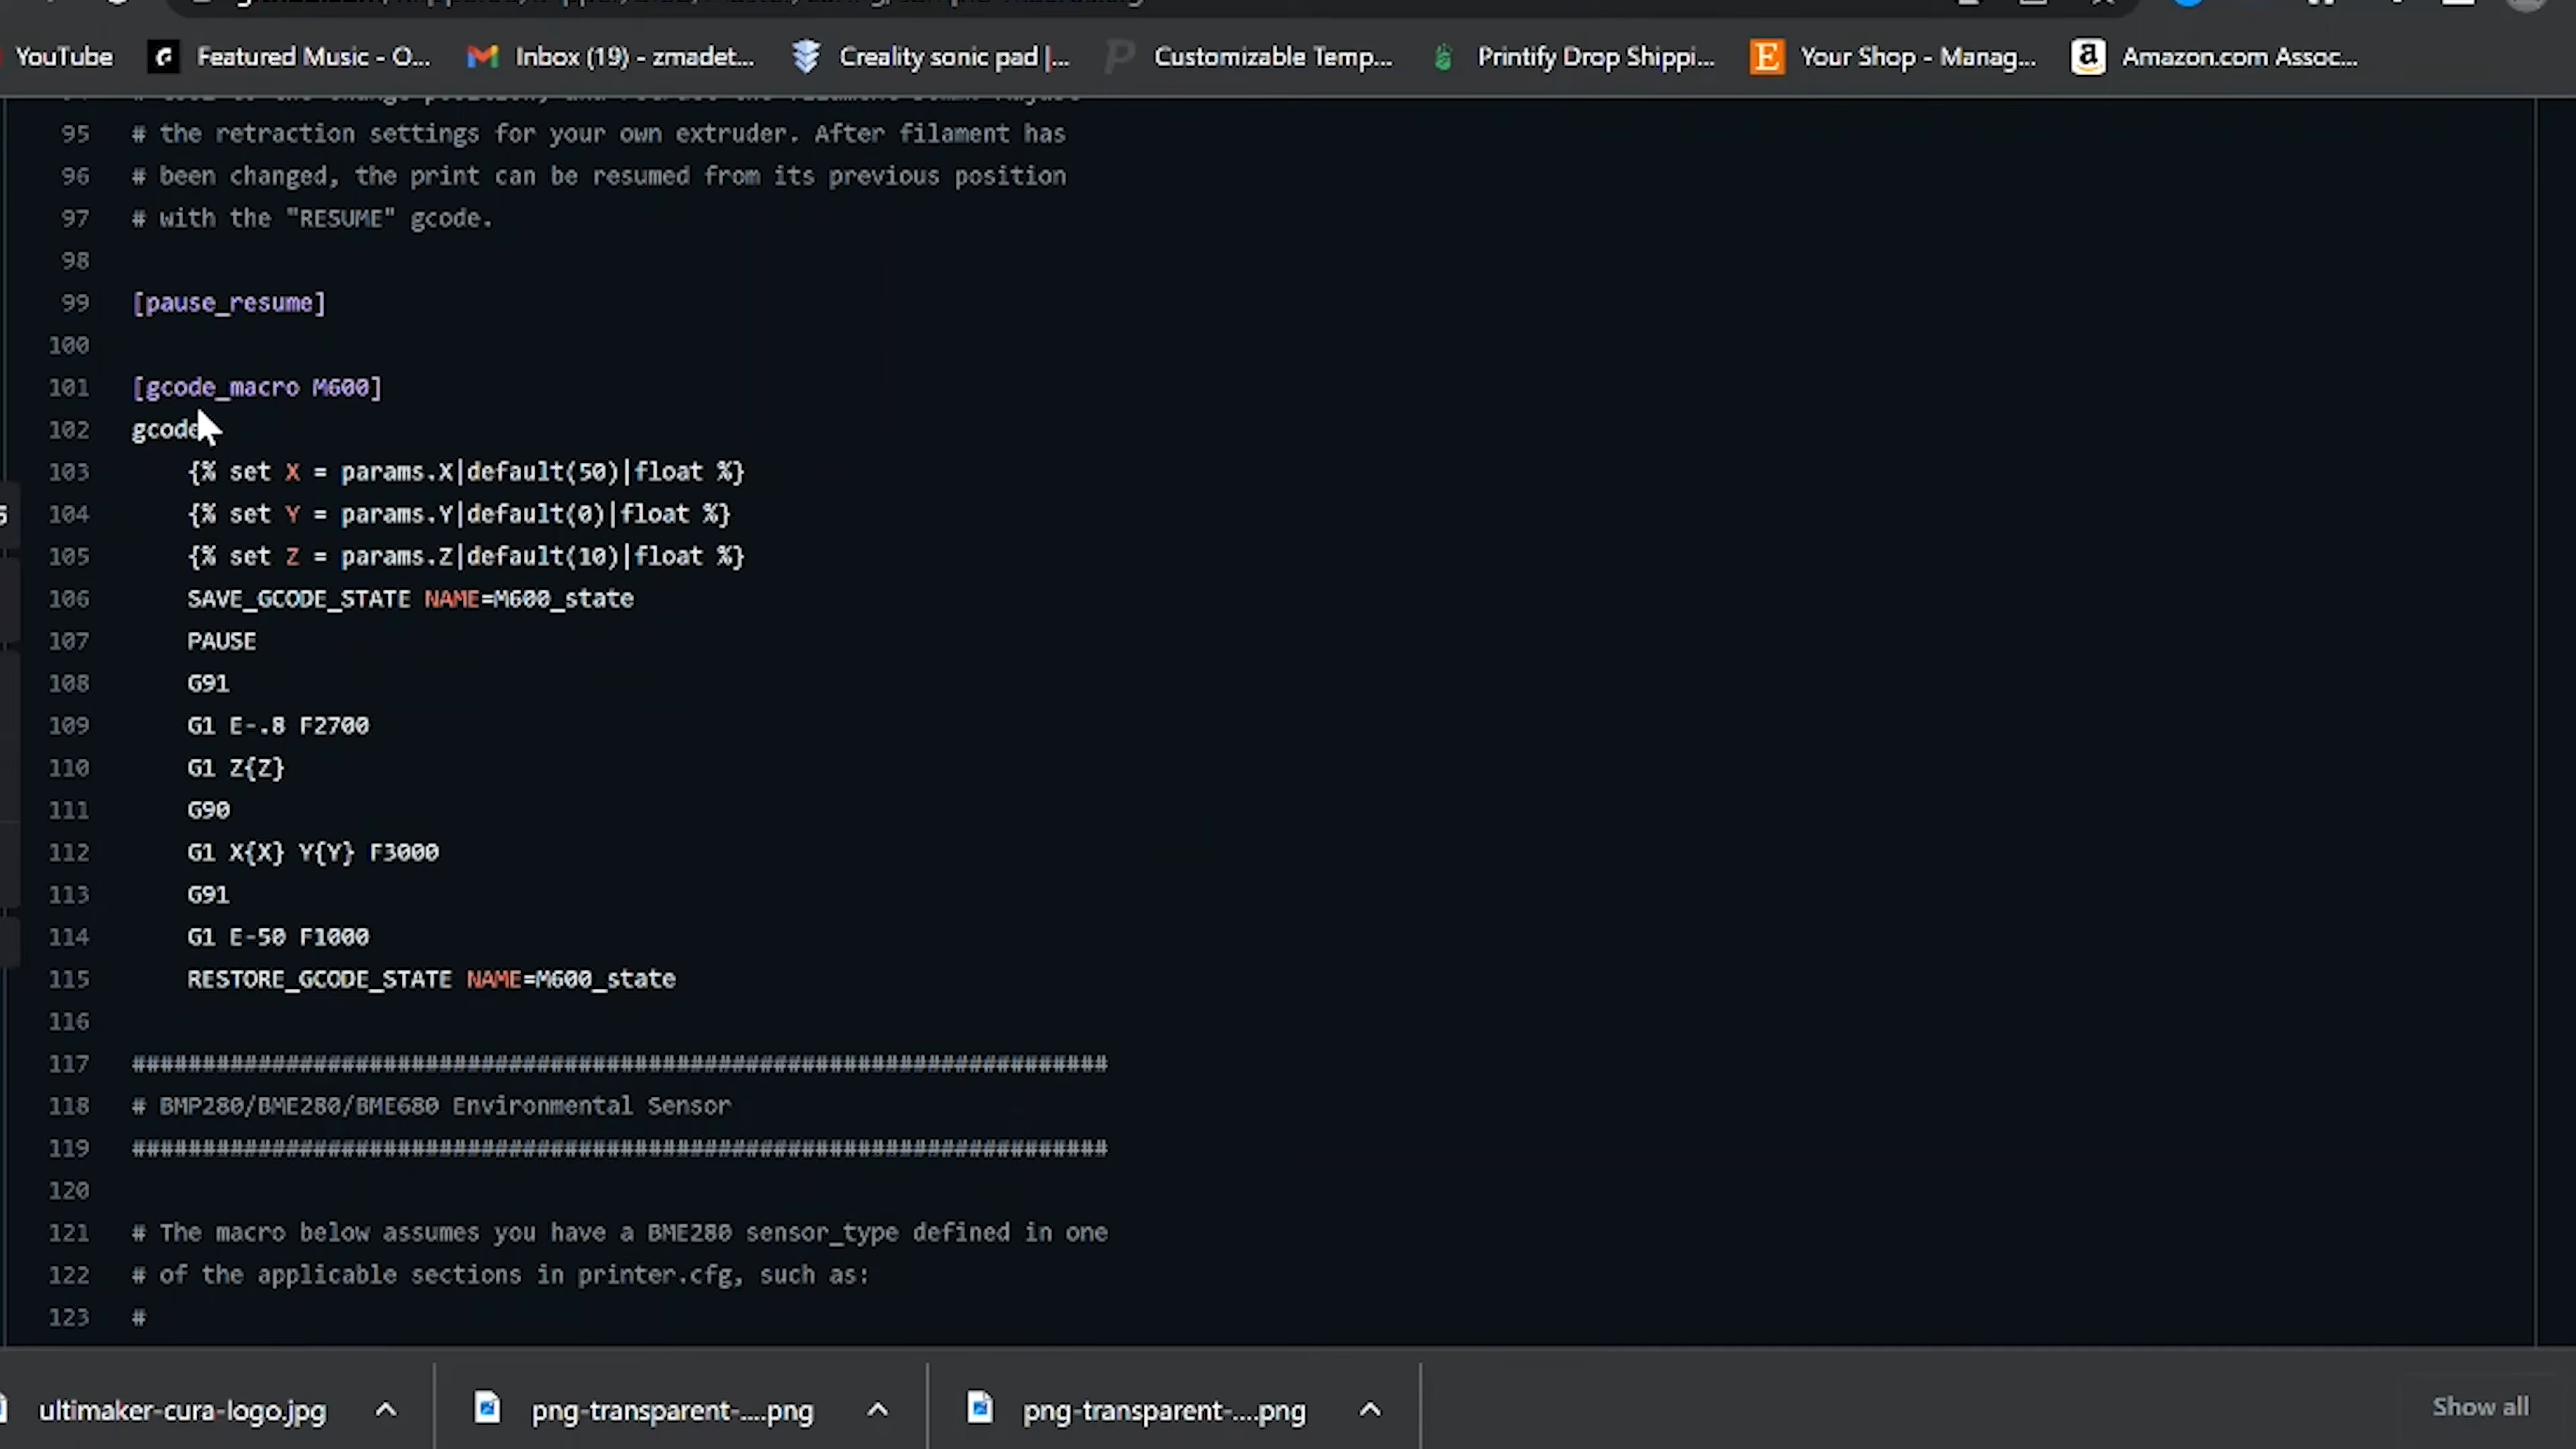 YouTube Featured Music - O... Inbox (19) - zmadet... Creality sonic pad |... Customizable Temp... Printify Drop Shippi... Your Shop - Manag... Amazon.com Assoc...
95 # the retraction settings for your own extruder. After filament has
96 # been changed, the print can be resumed from its previous position
97 # with the "RESUME" gcode.
98
99 [pause_resume]
100
101 [gcode_macro M600]
102 gcode
103 {% set X = params.X|default(50)|float %}
104 {% set Y = params.Y|default(0)|float %}
105 {% set Z = params.Z|default(10)|float %}
106 SAVE_GCODE_STATE NAME=M600_state
107 PAUSE
108 G91
109 G1 E-.8 F2700
110 G1 Z{Z}
111 G90
112 G1 X{X} Y{Y} F3000
113 G91
114 G1 E-50 F1000
115 RESTORE_GCODE_STATE NAME=M600_state
116
117 ######################################################################
118 # BMP280/BME280/BME680 Environmental Sensor
119 ######################################################################
120
121 # The macro below assumes you have a BME280 sensor_type defined in one
122 # of the applicable sections in printer.cfg, such as:
123 #
ultimaker-cura-logo.jpg png-transparent-....png png-transparent-....png Show all